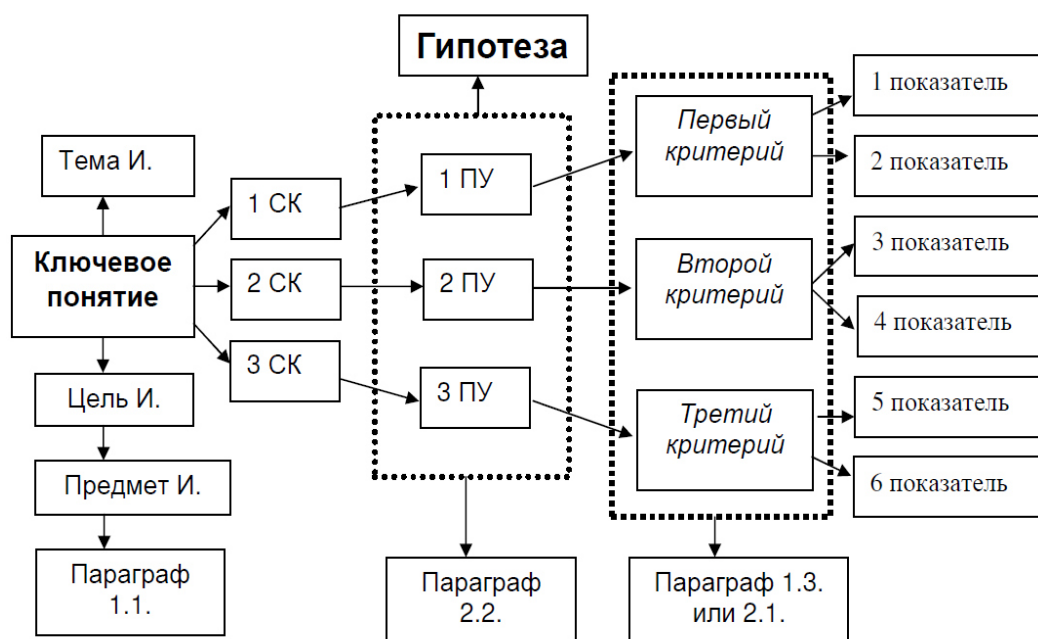 Гипотеза
Тема И.
Ключевое
понятие
Цель И.
Предмет И.
Параграф
1.1.
1 СК
2 СК
3 СК
1 ПУ
2 ПУ
3 ПУ
Параграф
2.2.
Первый
критерий
Второй
критерий
Третий
критерий
Параграф 1.3.
или 2.1.
1 показатель
2 показатель
3 показатель
4 показатель
5 показатель
6 показатель